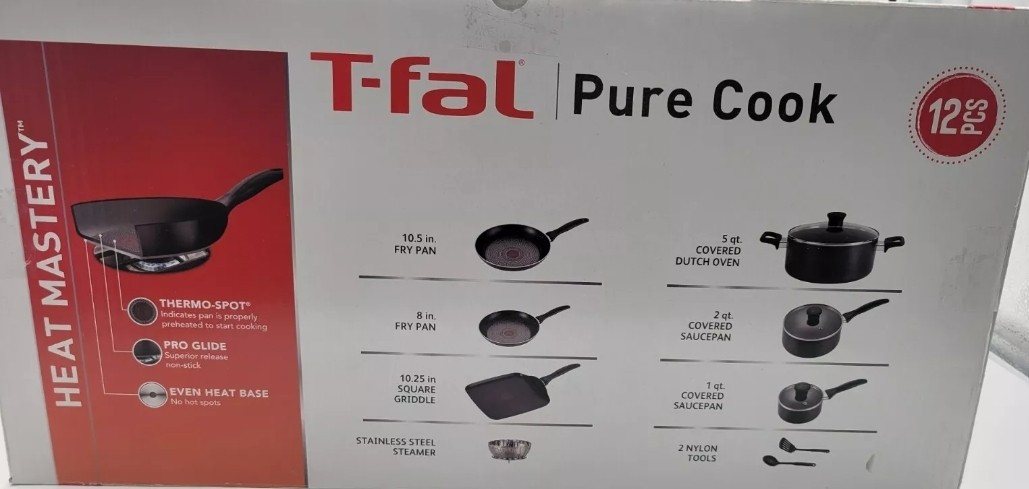 T-fal® | Pure Cook
12
PCS
HEAT MASTERY™
THERMO-SPOT®
Indicates pan is properly
preheated to start cooking
PRO GLIDE
Superior release
non-stick
EVEN HEAT BASE
No hot spots
10.5 in.
FRY PAN
8 in.
FRY PAN
10.25 in
SQUARE
GRIDDLE
STAINLESS STEEL
STEAMER
5 qt.
COVERED
DUTCH OVEN
2 qt.
COVERED
SAUCEPAN
1 qt.
COVERED
SAUCEPAN
2 NYLON
TOOLS